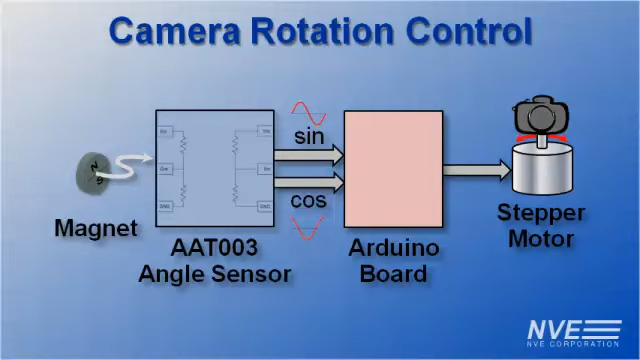 Camera Rotation Control
sin
cos
N
S
Magnet
AAT003
Angle Sensor
Arduino
Board
Stepper
Motor
NVE
NVE CORPORATION